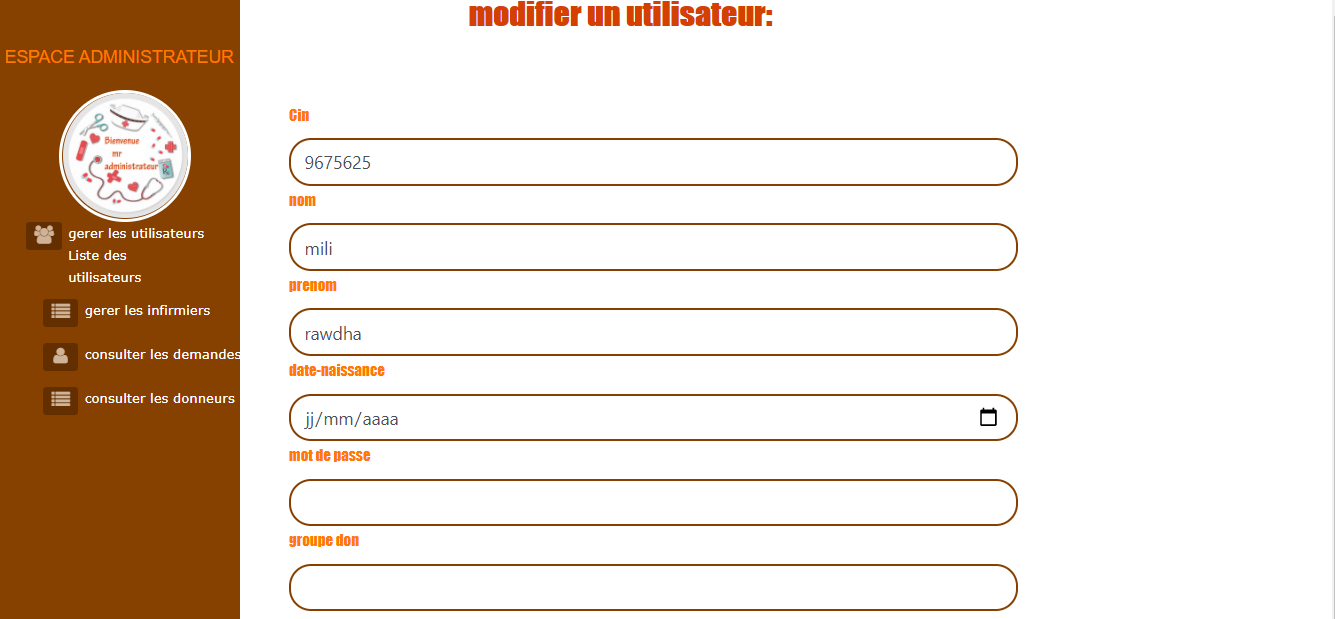 modifier un utilisateur:
ESPACE ADMINISTRATEUR
Bienvenue
mr
administrateur
gerer les utilisateurs
Liste des
utilisateurs
gerer les infirmiers
consulter les demandes
consulter les donneurs
Cin
9675625
nom
mili
prenom
rawdha
date-naissance
jj/mm/aaaa
mot de passe
groupe don